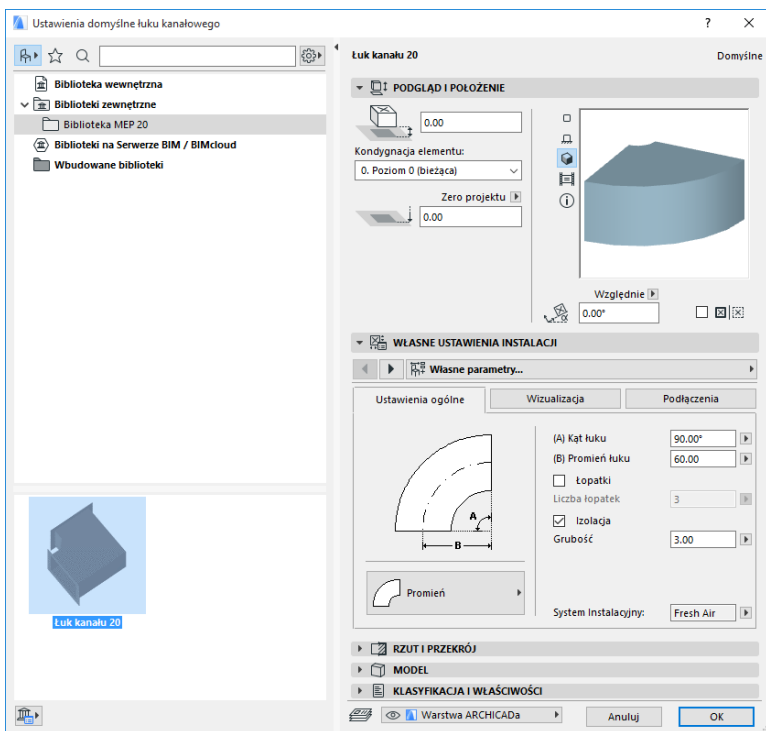 Ustawienia domyślne łuku kanałowego
Biblioteka wewnętrzna
Biblioteki zewnętrzne
Biblioteka MEP 20
Biblioteki na Serwerze BIM / BIMcloud
Wbudowane biblioteki
Łuk kanału 20
Łuk kanału 20 Domyślne
PODGLĄD I POŁOŻENIE
0.00
Kondygnacja elementu:
0. Poziom 0 (bieżąca)
Zero projektu
0.00
Względnie
0.00°
WŁASNE USTAWIENIA INSTALACJI
Własne parametry...
Ustawienia ogólne Wizualizacja Podłączenia
A
B
Promień
(A) Kąt łuku 90.00°
(B) Promień łuku 60.00
Łopatki
Liczba łopatek 3
Izolacja
Grubość 3.00
System Instalacyjny: Fresh Air
RZUT I PRZEKRÓJ
MODEL
KLASYFIKACJA I WŁAŚCIWOŚCI
Warstwa ARCHICADa Anuluj OK